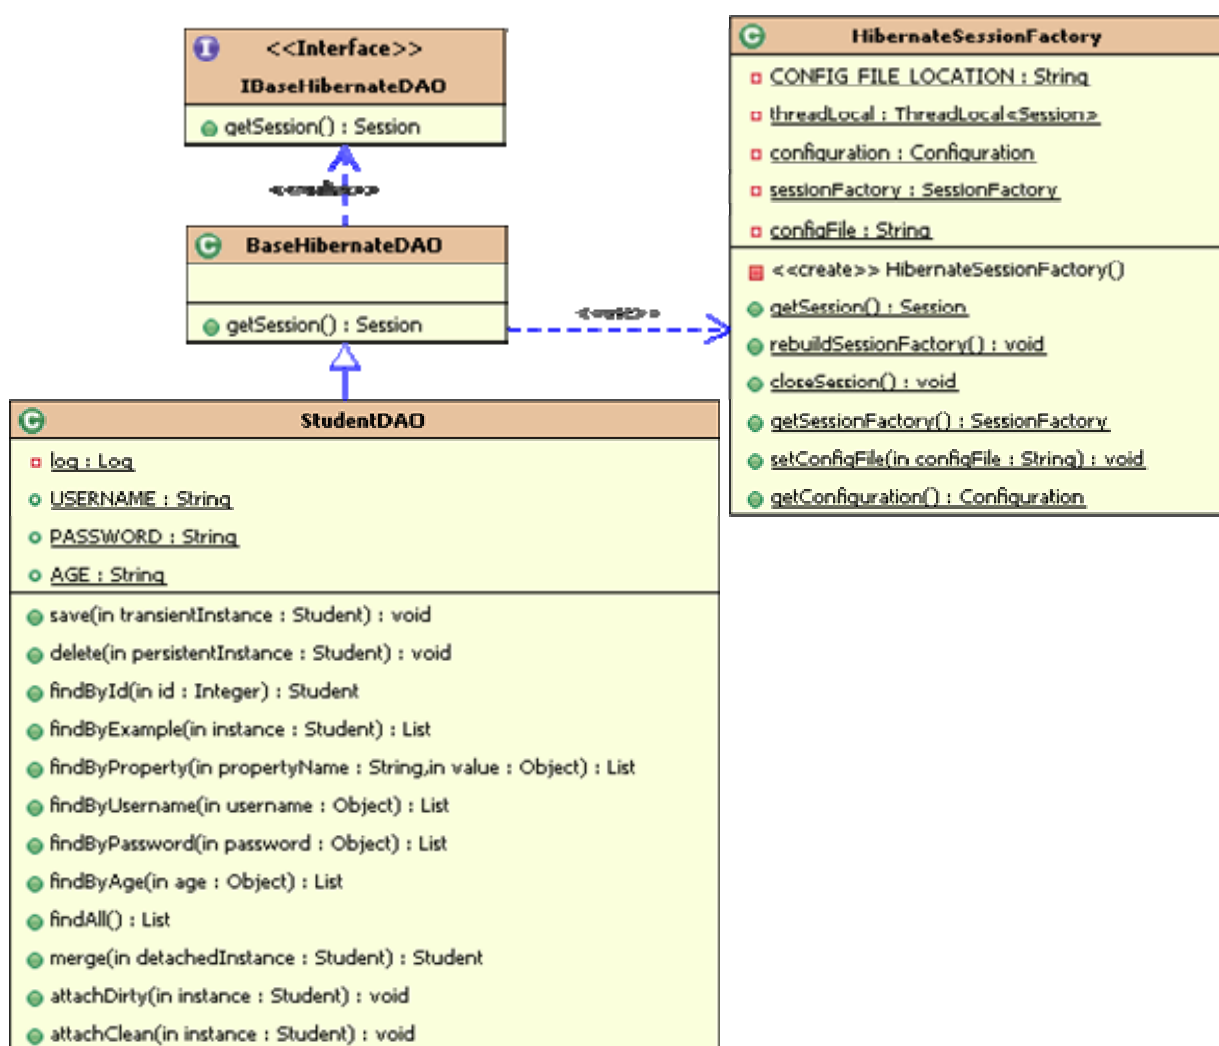 I
<<Interface>>
IBaseHibernateDAO
getSession() : Session
C
BaseHibernateDAO
getSession() : Session
C
HibernateSessionFactory
CONFIG_FILE_LOCATION : String
threadLocal : ThreadLocal<Session>
configuration : Configuration
sessionFactory : SessionFactory
configFile : String
<<create>> HibernateSessionFactory()
getSession() : Session
rebuildSessionFactory() : void
closeSession() : void
getSessionFactory() : SessionFactory
setConfigFile(in configFile : String) : void
getConfiguration() : Configuration
C
StudentDAO
log : Log
USERNAME : String
PASSWORD : String
AGE : String
save(in transientInstance : Student) : void
delete(in persistentInstance : Student) : void
findById(in id : Integer) : Student
findByExample(in instance : Student) : List
findByProperty(in propertyName : String,in value : Object) : List
findByUsername(in username : Object) : List
findByPassword(in password : Object) : List
findByAge(in age : Object) : List
findAll() : List
merge(in detachedInstance : Student) : Student
attachDirty(in instance : Student) : void
attachClean(in instance : Student) : void